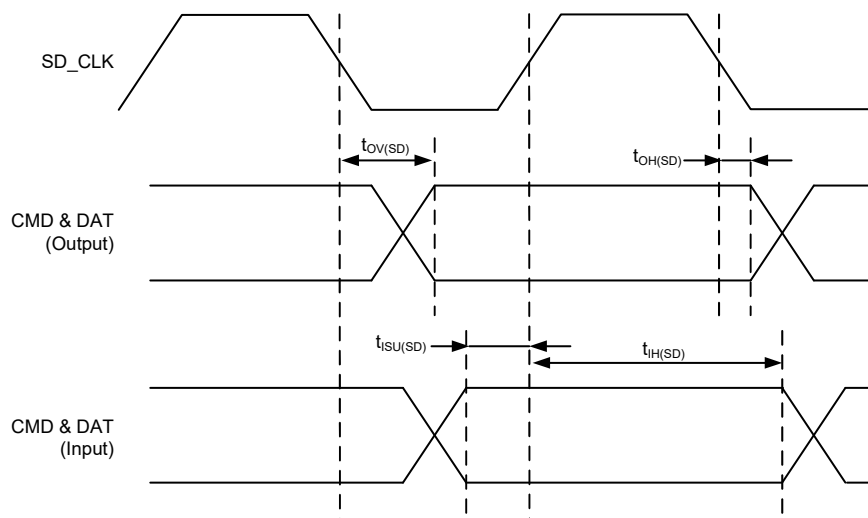 SD_CLK
tOV(SD)
tOH(SD)
CMD & DAT
(Output)
tISU(SD)
tIH(SD)
CMD & DAT
(Input)